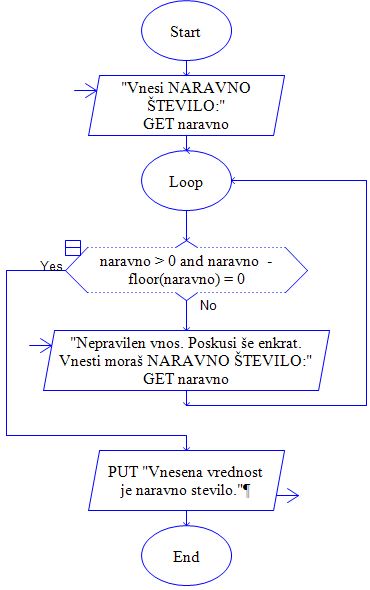 Start
"Vnesi NARAVNO
ŠTEVILO:"
GET naravno
Loop
naravno > 0 and naravno -
floor(naravno) = 0
Yes
No
"Nepravilen vnos. Poskusi še enkrat.
Vnesti moraš NARAVNO ŠTEVILO:"
GET naravno
PUT "Vnesena vrednost
je naravno stevilo."¶
End